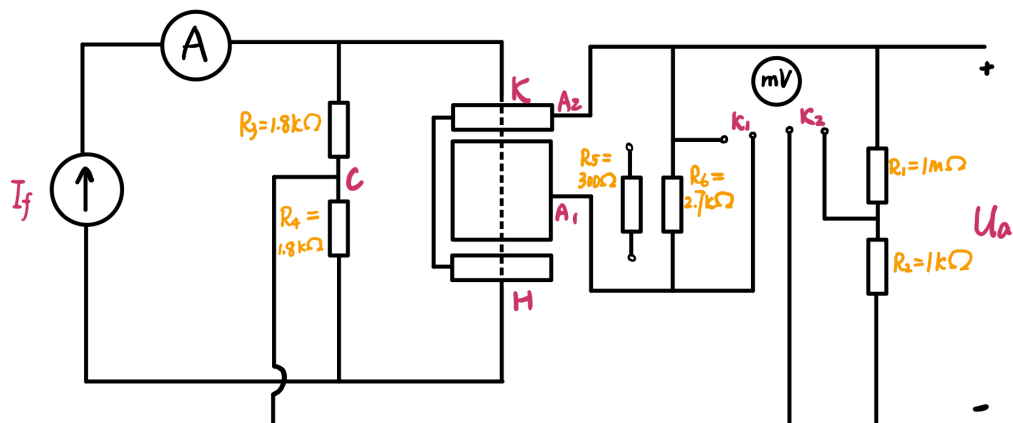 A
If
R3=1.8kΩ
C
R4=
1.8kΩ
K
A2
A1
H
R5=
300Ω
R6=
2.7kΩ
K1
mV
K2
R1=1mΩ
R2=1kΩ
+
Ua
-